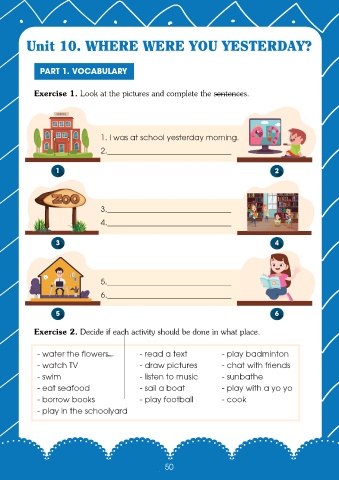 Unit 10. WHERE WERE YOU YESTERDAY?
PART 1. VOCABULARY
Exercise 1. Look at the pictures and complete the sentences.
1. I was at school yesterday morning.
2.
1
2
ZOO
3.
4.
3
4
5.
6.
5
6
Exercise 2. Decide if each activity should be done in what place.
- water the flowers
- read a text
- play badminton
- watch TV
- draw pictures
- chat with friends
- swim
- listen to music
- sunbathe
- eat seafood
- sail a boat
- play with a yo yo
- borrow books
- play football
- cook
- play in the schoolyard
50